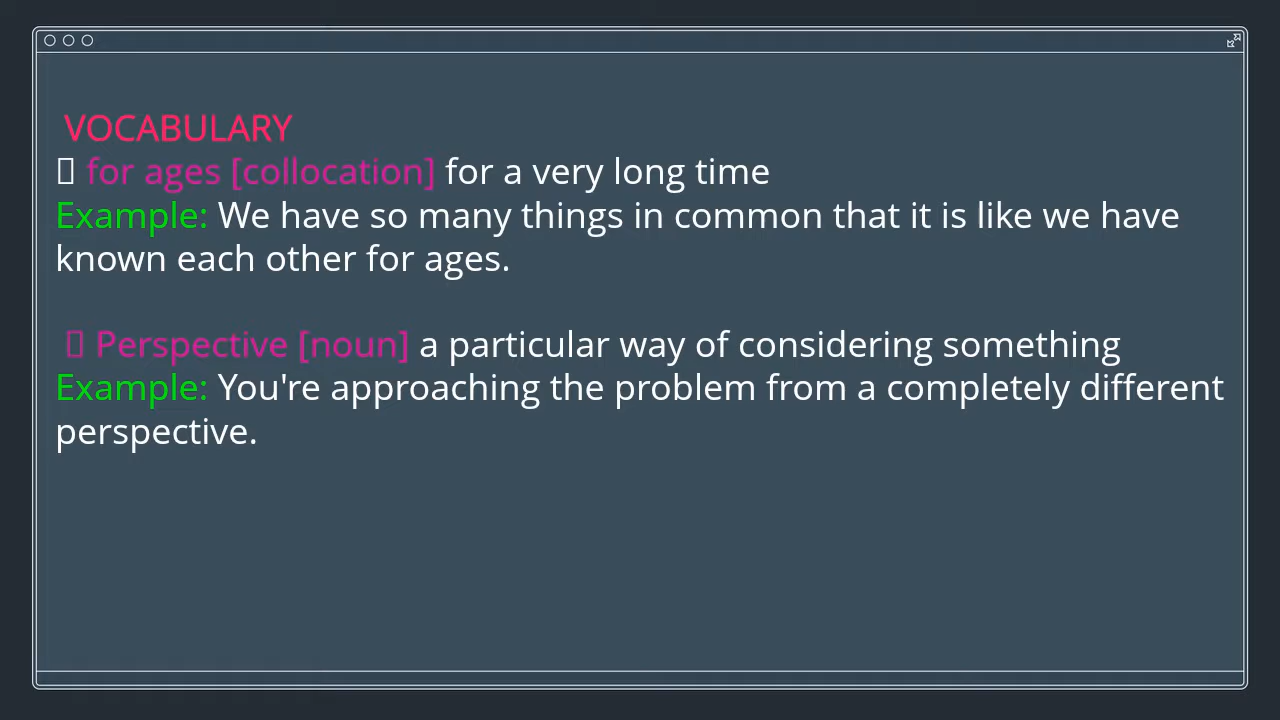 VOCABULARY
for ages [collocation] for a very long time
Example: We have so many things in common that it is like we have
known each other for ages.
Perspective [noun] a particular way of considering something
Example: You're approaching the problem from a completely different
perspective.